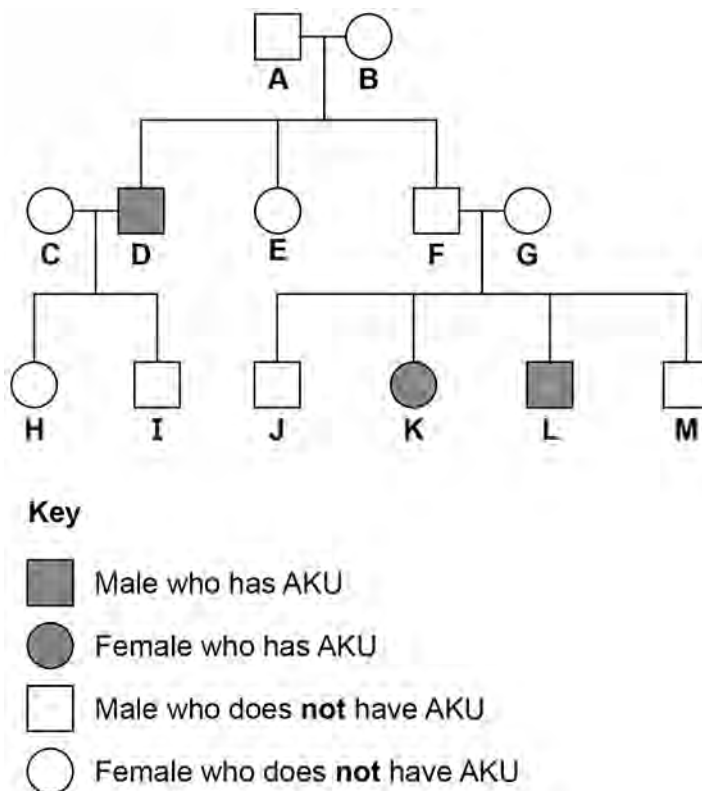 A B
C D E F G
H I J K L M
Key
Male who has AKU
Female who has AKU
Male who does not have AKU
Female who does not have AKU